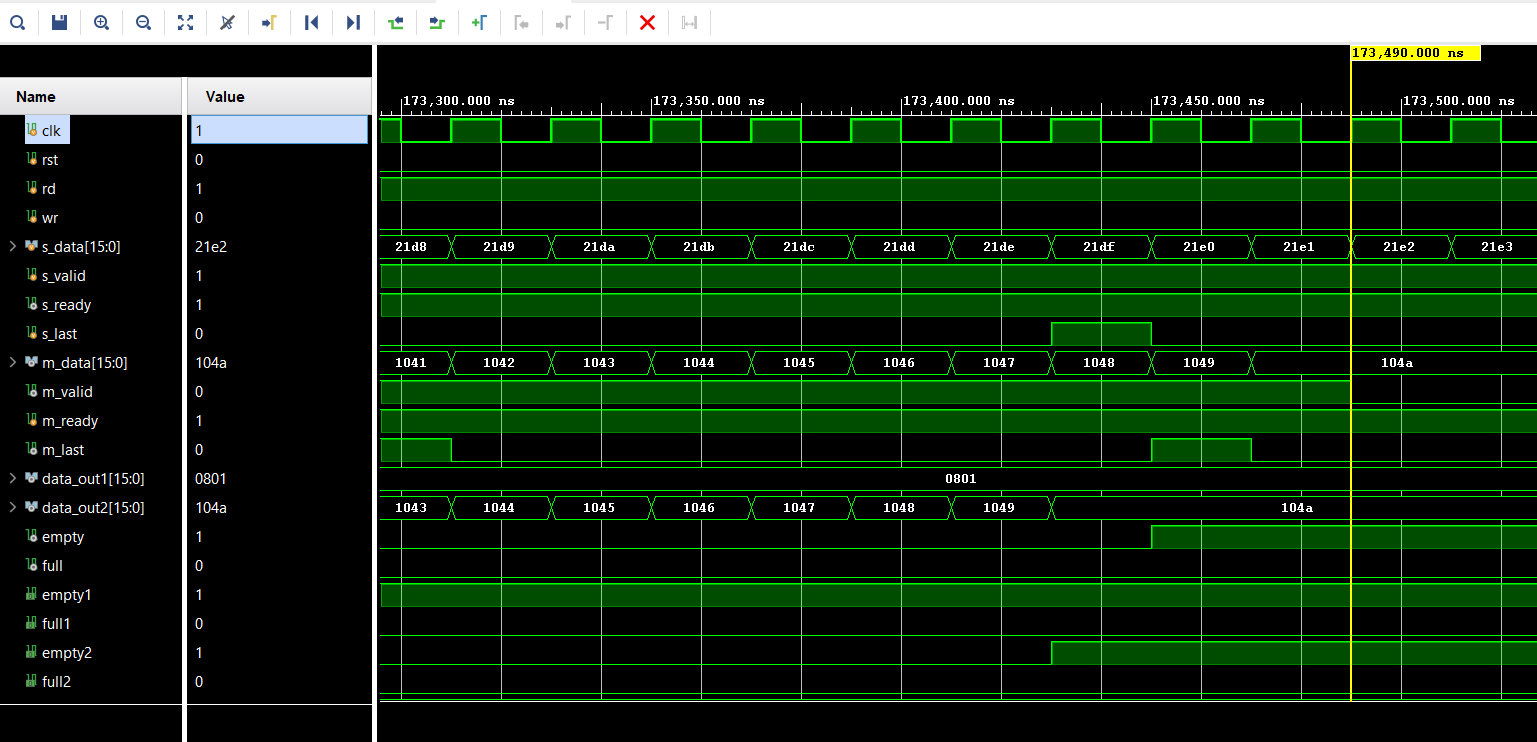 173,490.000 ns
Name Value
173,300.000 ns 173,350.000 ns 173,400.000 ns 173,450.000 ns 173,500.000 ns
clk 1
rst 0
rd 1
wr 0
s_data[15:0] 21e2 21d8 21d9 21da 21db 21dc 21dd 21de 21df 21e0 21e1 21e2 21e3
s_valid 1
s_ready 1
s_last 0
m_data[15:0] 104a 1041 1042 1043 1044 1045 1046 1047 1048 1049 104a
m_valid 0
m_ready 1
m_last 0
data_out1[15:0] 0801 0801
data_out2[15:0] 104a 1043 1044 1045 1046 1047 1048 1049 104a
empty 1
full 0
empty1 1
full1 0
empty2 1
full2 0